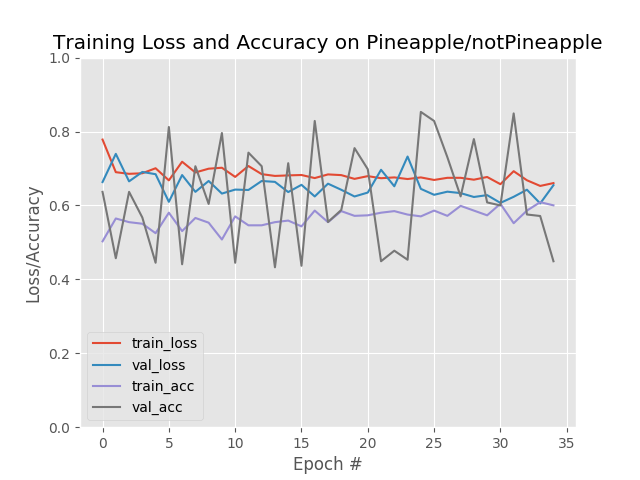 Training Loss and Accuracy on Pineapple/notPineapple
1.0
0.8
0.6
0.4
0.2
0.0
Loss/Accuracy
train_loss
val_loss
train_acc
val_acc
0 5 10 15 20 25 30 35
Epoch #